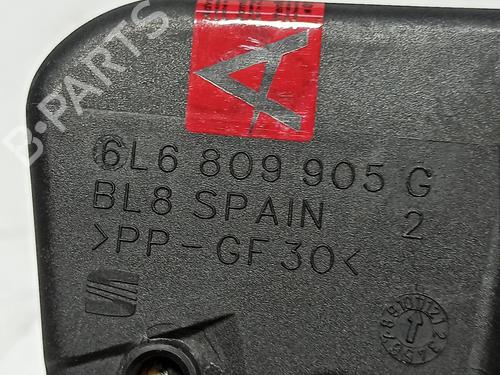 B-PARTS
6L6 809 905 G
BL8 SPAIN 2
>PP-GF30<